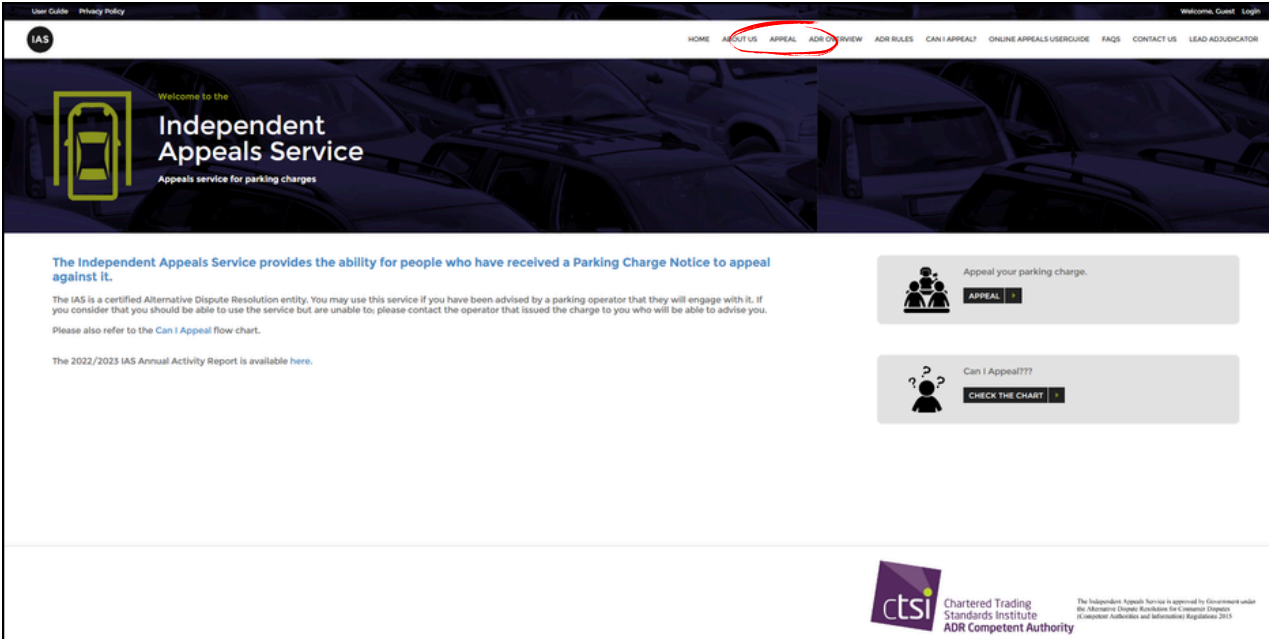 User Guide Privacy Policy Welcome, Guest Login
IAS HOME ABOUT US APPEAL ADR OVERVIEW ADR RULES CAN I APPEAL? ONLINE APPEALS USERGUIDE FAQS CONTACT US LEAD ADJUDICATOR
Welcome to the
Independent
Appeals Service
Appeals service for parking charges
The Independent Appeals Service provides the ability for people who have received a Parking Charge Notice to appeal
against it.
The IAS is a certified Alternative Dispute Resolution entity. You may use this service if you have been advised by a parking operator that they will engage with it. If
you consider that you should be able to use the service but are unable to; please contact the operator that issued the charge to you who will be able to advise you.
Please also refer to the Can I Appeal flow chart.
The 2022/2023 IAS Annual Activity Report is available here.
Appeal your parking charge.
APPEAL
Can I Appeal???
CHECK THE CHART
? ? ?
ctsi
Chartered Trading
Standards Institute
ADR Competent Authority
The Independent Appeals Service is approved by Government under
the Alternative Dispute Resolution for Consumer Disputes
(Competent Authorities and Information) Regulations 2015